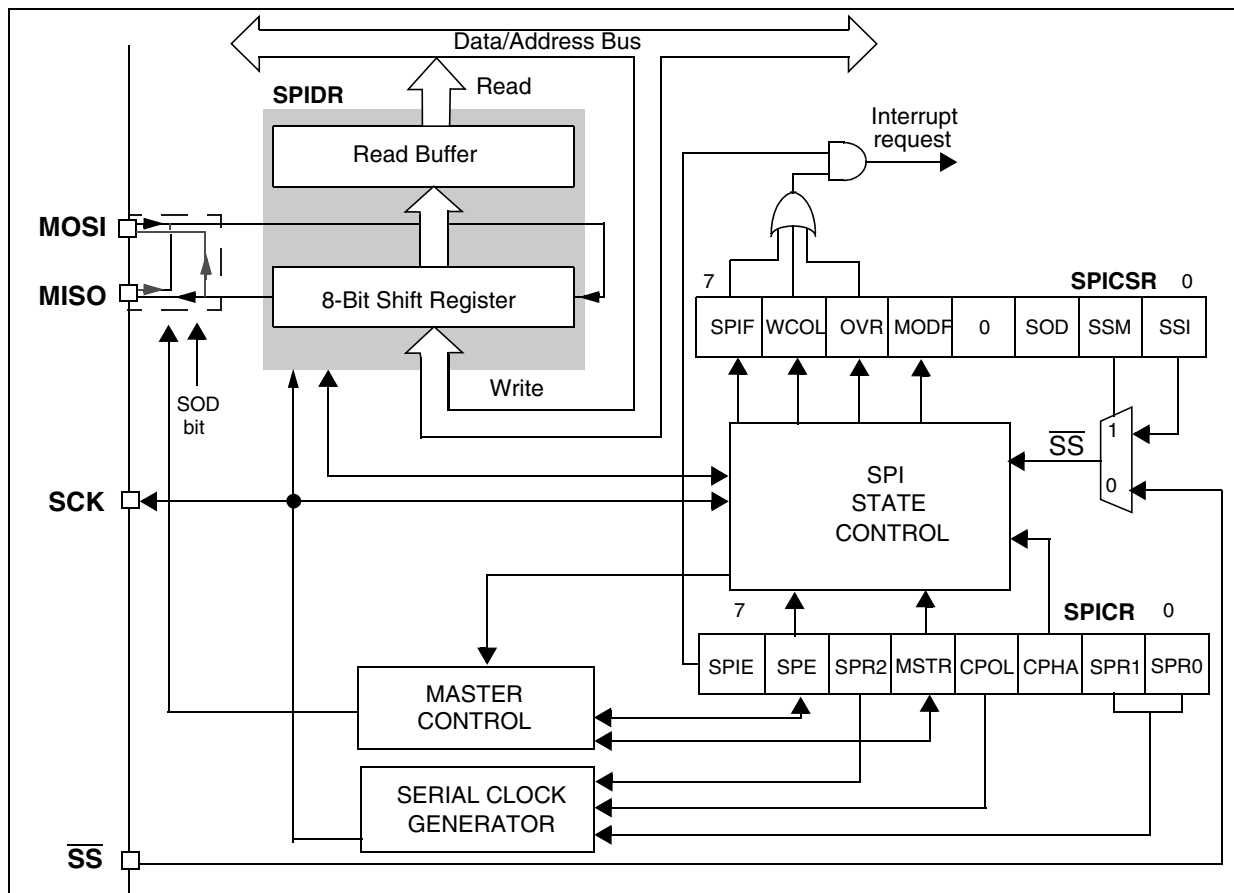 Data/Address Bus
SPIDR
Read
Read Buffer
Interrupt
request
MOSI
MISO
8-Bit Shift Register
7
SPICSR
0
SPIF
WCOL
OVR
MODF
0
SOD
SSM
SSI
Write
SOD
bit
1
SS
0
SCK
SPI
STATE
CONTROL
7
SPICR
0
SPIE
SPE
SPR2
MSTR
CPOL
CPHA
SPR1
SPR0
MASTER
CONTROL
SERIAL CLOCK
GENERATOR
SS